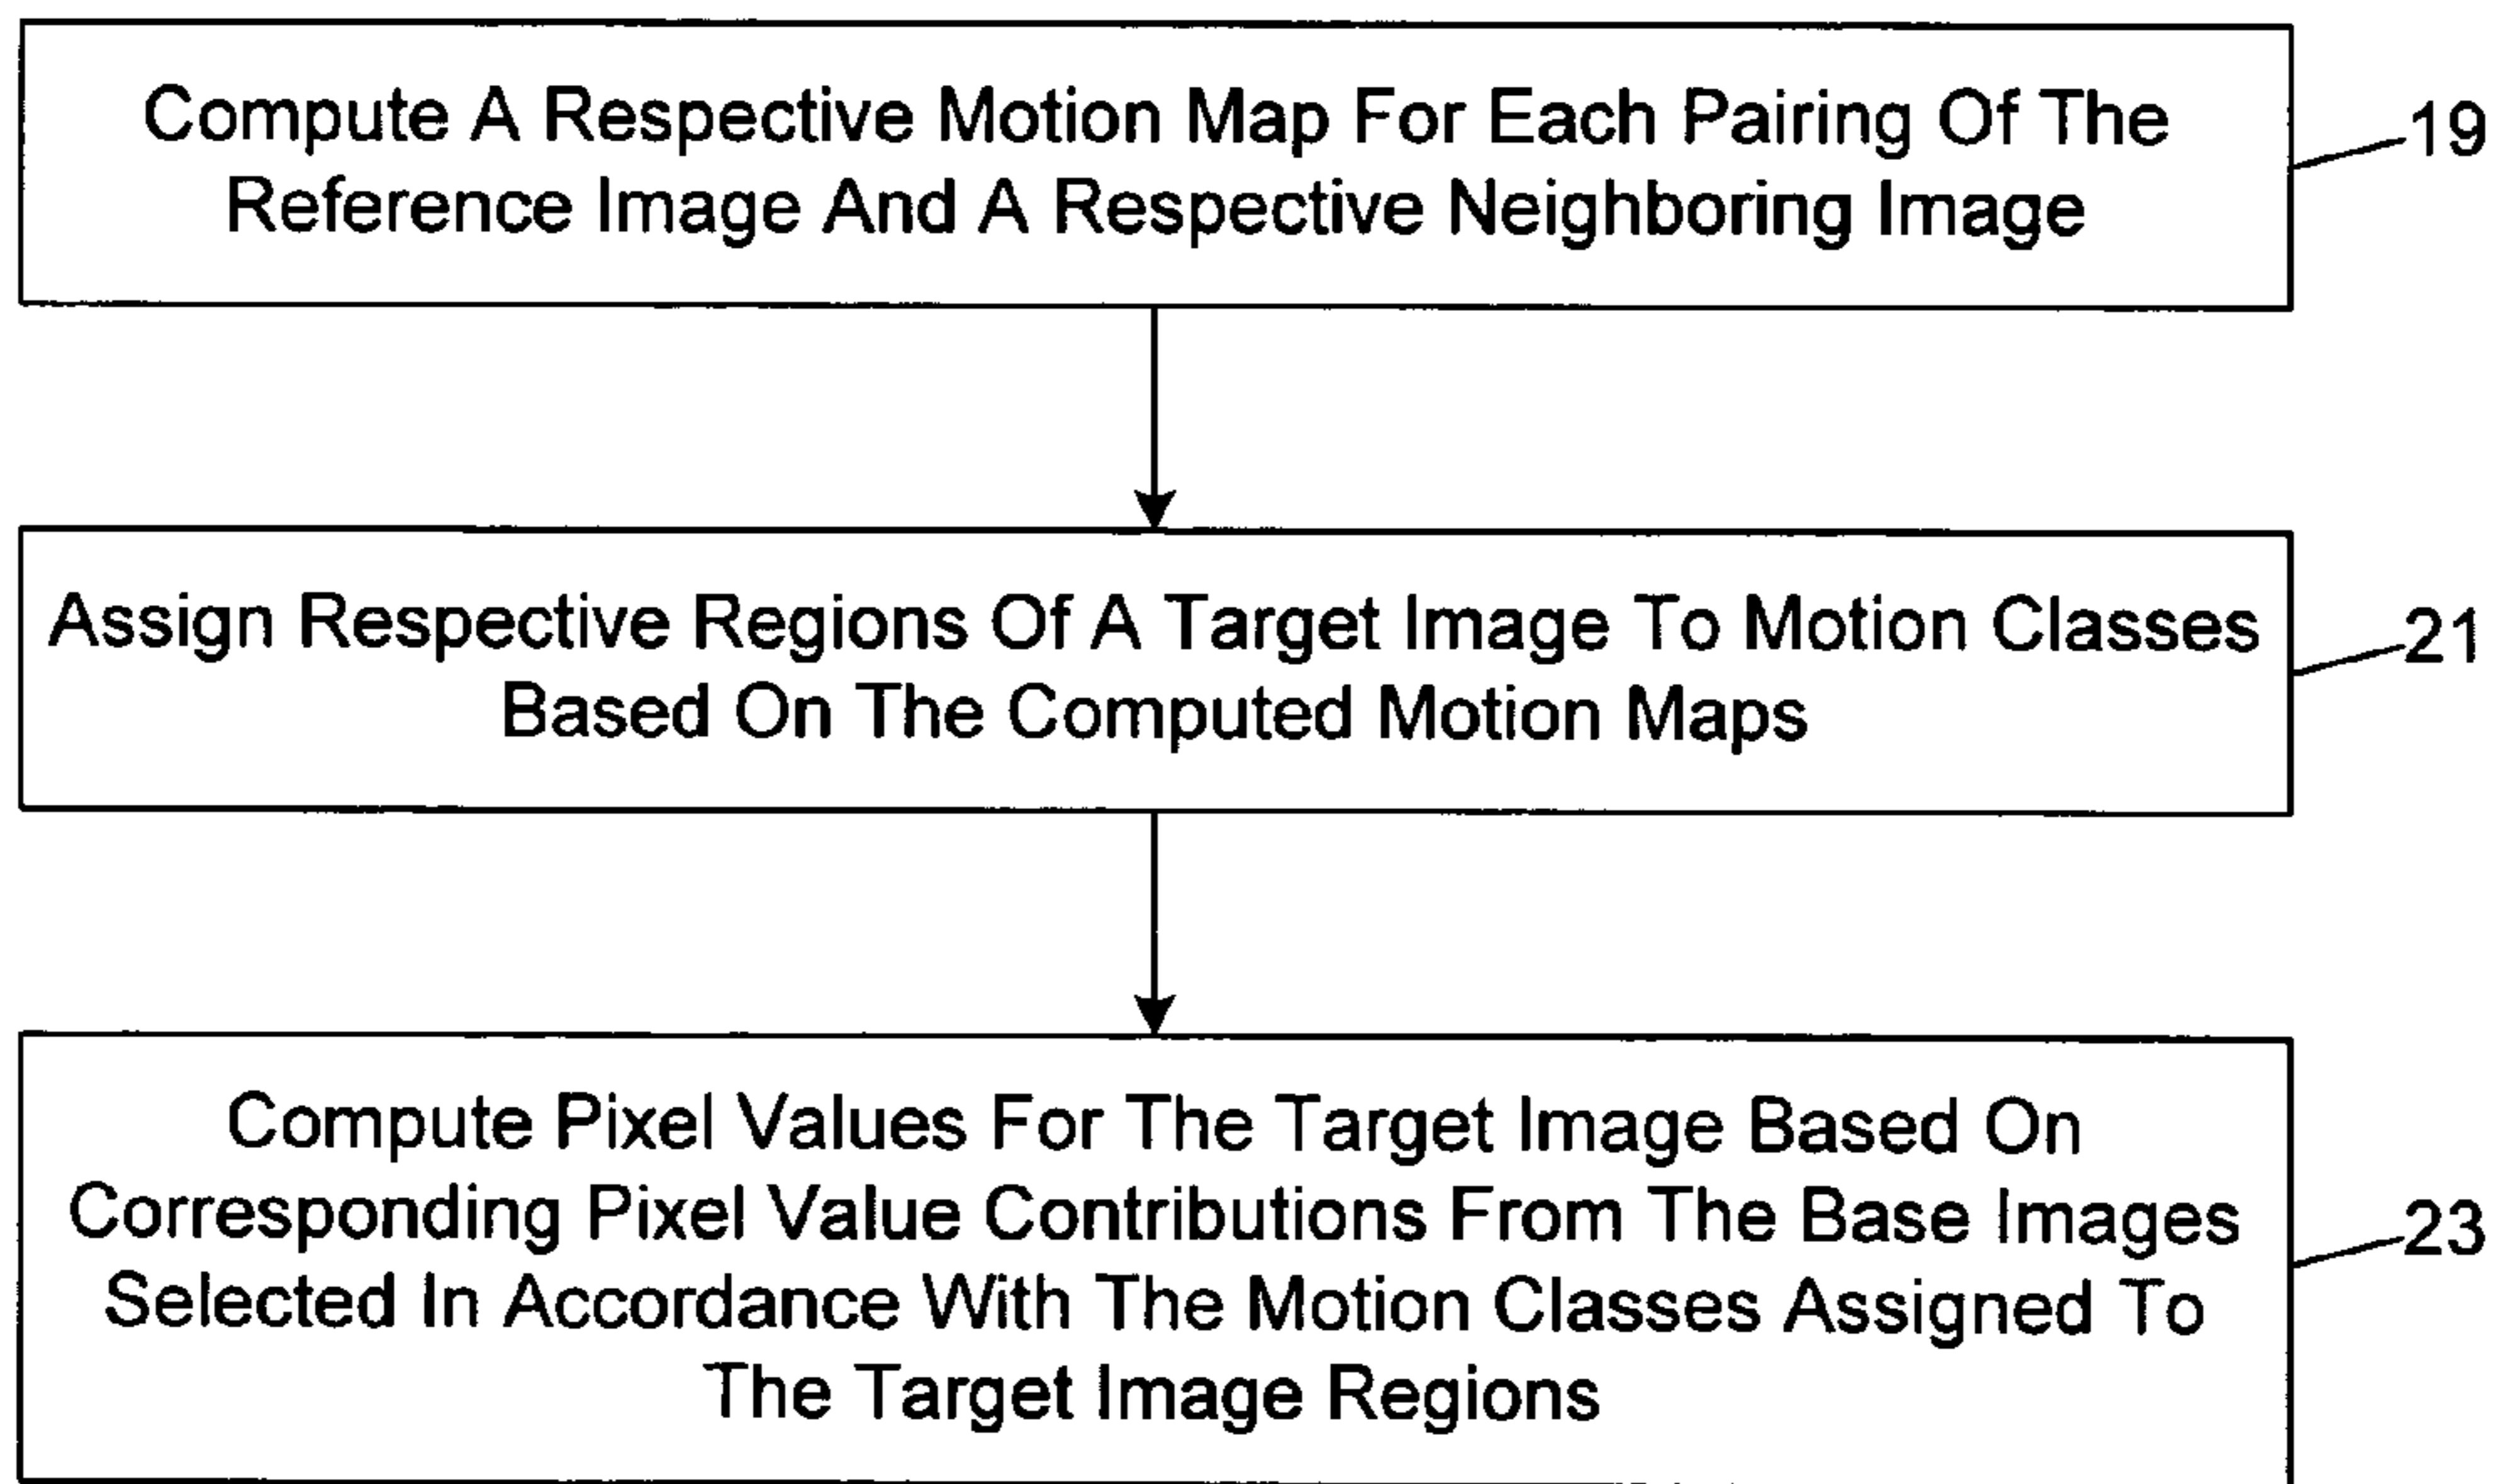 Compute A Respective Motion Map For Each Pairing Of The
Reference Image And A Respective Neighboring Image
19
Assign Respective Regions Of A Target Image To Motion Classes
Based On The Computed Motion Maps
21
Compute Pixel Values For The Target Image Based On
Corresponding Pixel Value Contributions From The Base Images
Selected In Accordance With The Motion Classes Assigned To
The Target Image Regions
23